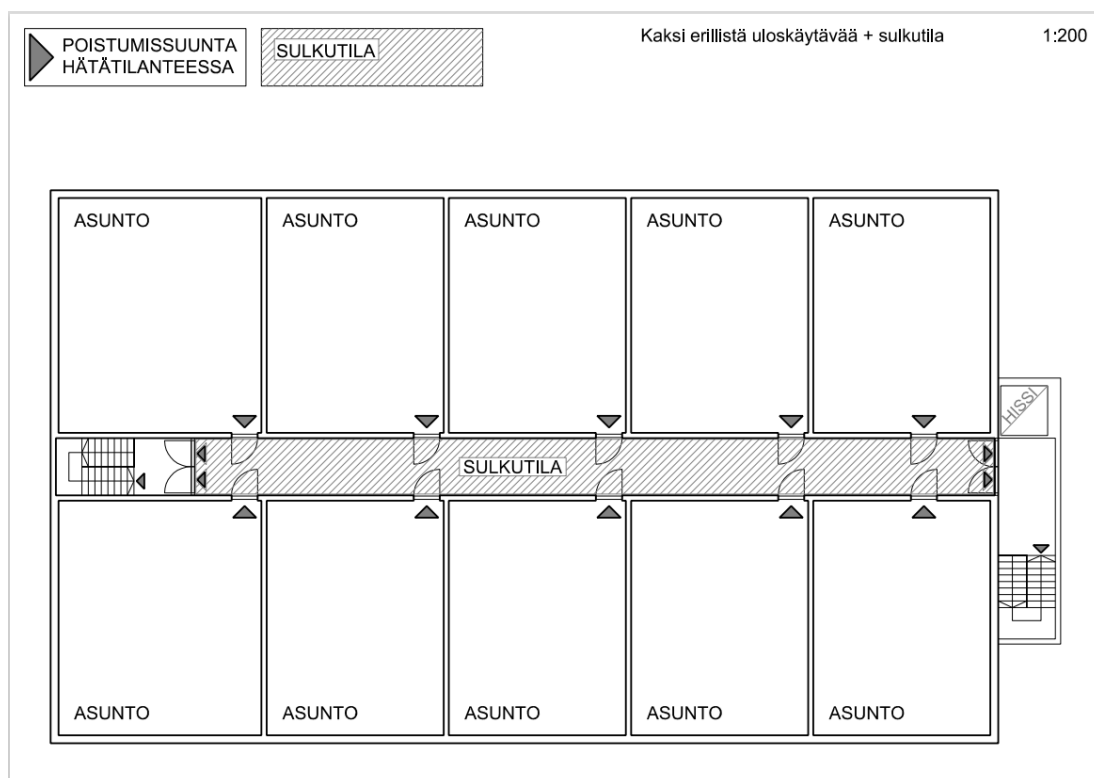 POISTUMISSUUNTA
HÄTÄTILANTEESSA
SULKUTILA
Kaksi erillistä uloskäytävää + sulkutila
1:200
ASUNTO
ASUNTO
ASUNTO
ASUNTO
ASUNTO
HISSI
SULKUTILA
ASUNTO
ASUNTO
ASUNTO
ASUNTO
ASUNTO